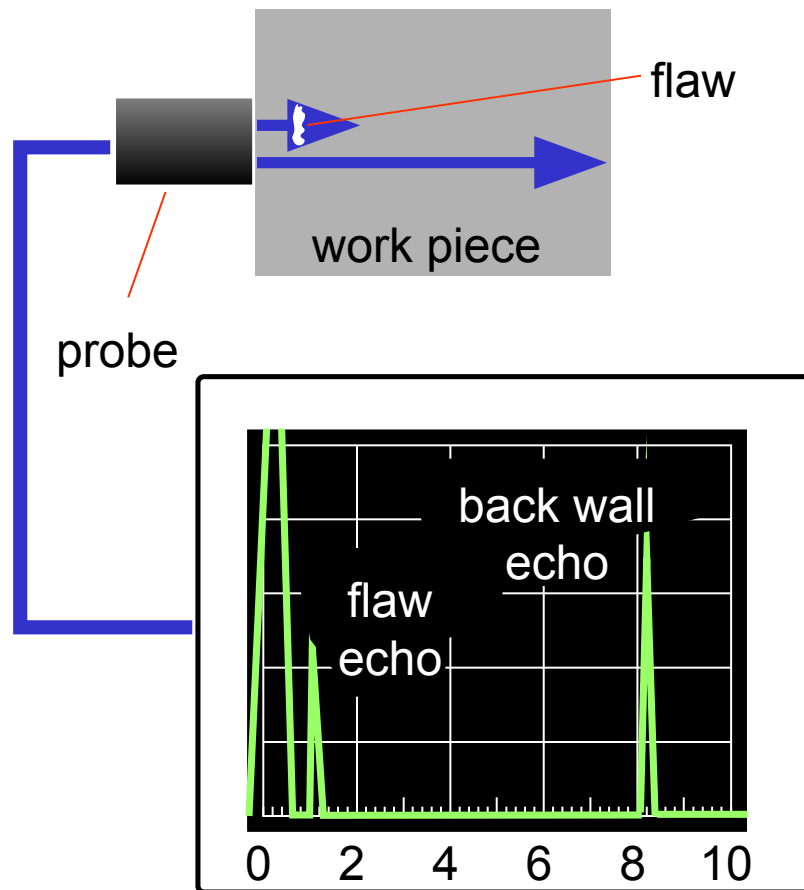 flaw
work piece
probe
back wall
echo
flaw
echo
0 2 4 6 8 10